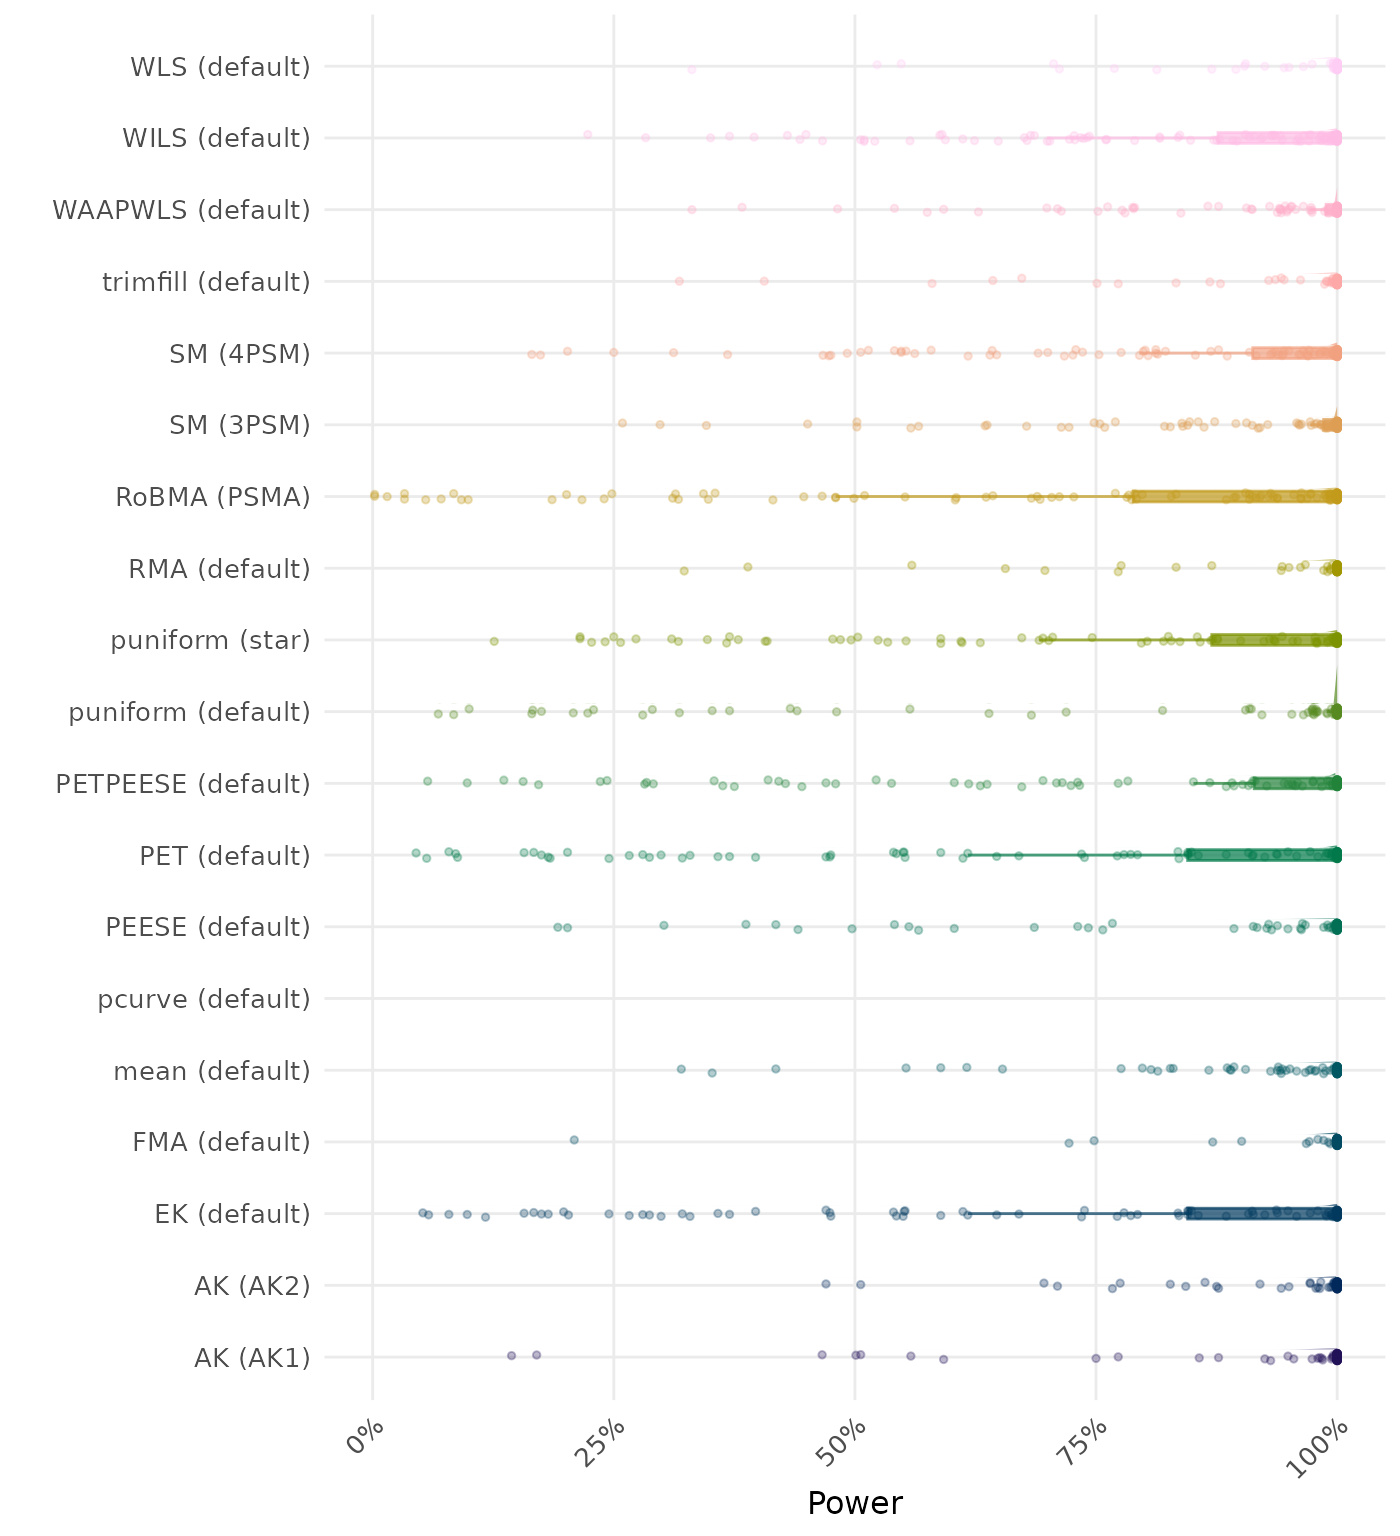 WLS (default)
WILS (default)
WAAPWLS (default)
trimfill (default)
SM (4PSM)
SM (3PSM)
RoBMA (PSMA)
RMA (default)
puniform (star)
puniform (default)
PETPEESE (default)
PET (default)
PEESE (default)
pcurve (default)
mean (default)
FMA (default)
EK (default)
AK (AK2)
AK (AK1)
0% 25% 50% 75% 100%
Power